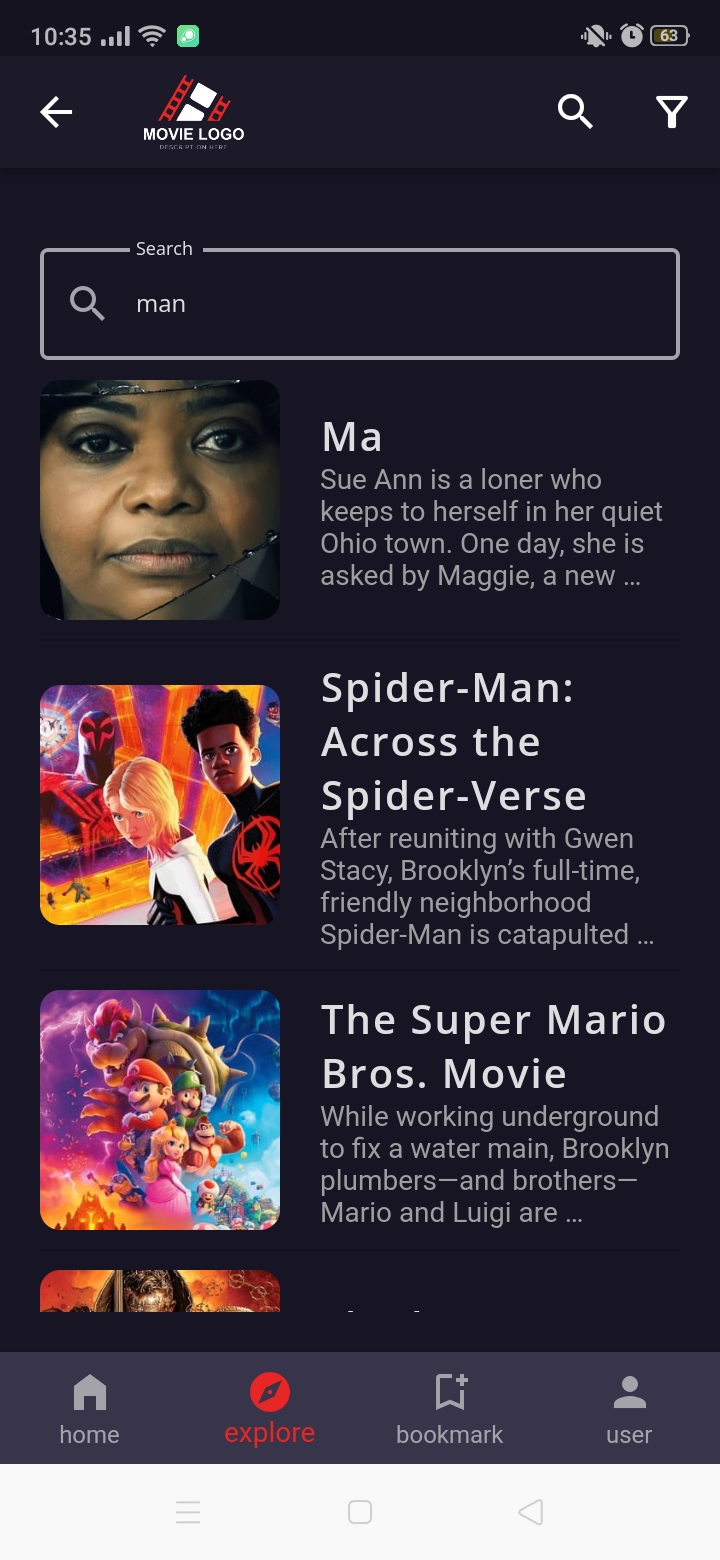 10:35
63
MOVIE LOGO
DESCRIPTION HERE
Search
man
Ma
Sue Ann is a loner who
keeps to herself in her quiet
Ohio town. One day, she is
asked by Maggie, a new ...
Spider-Man:
Across the
Spider-Verse
After reuniting with Gwen
Stacy, Brooklyn’s full-time,
friendly neighborhood
Spider-Man is catapulted ...
The Super Mario
Bros. Movie
While working underground
to fix a water main, Brooklyn
plumbers—and brothers—
Mario and Luigi are ...
home
explore
bookmark
user